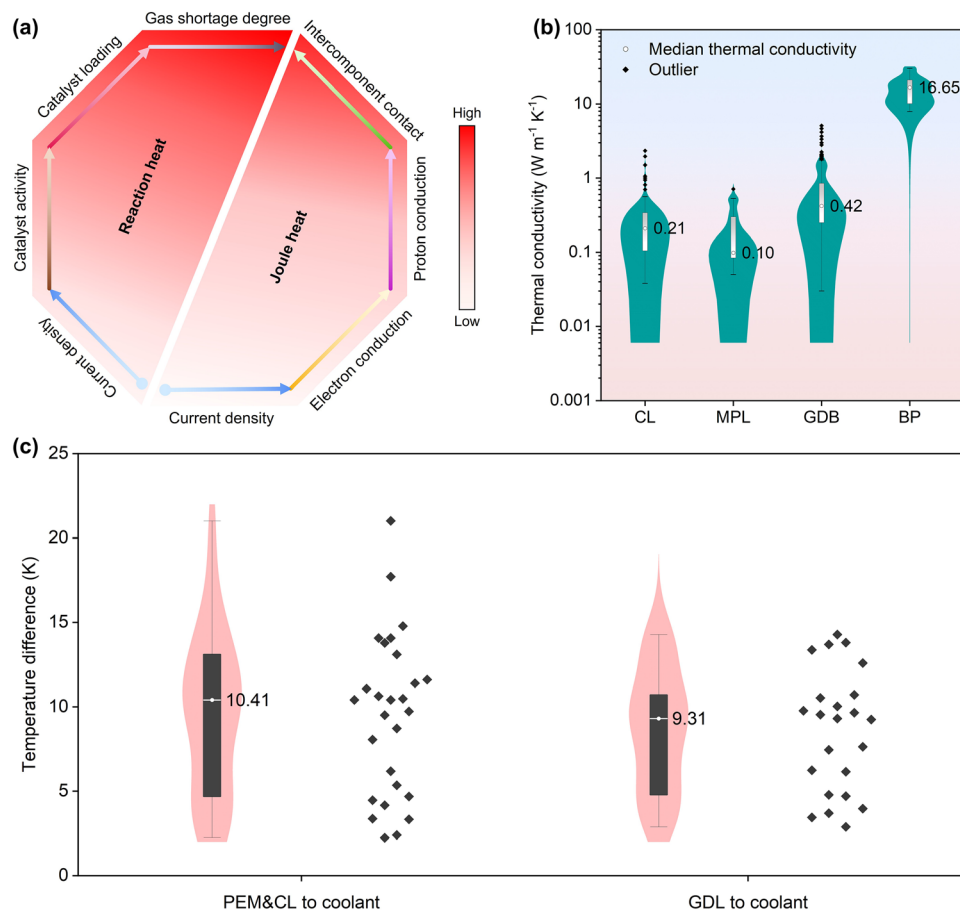 (a)
Gas shortage degree
Catalyst loading
Intercomponent contact
Reaction heat
Catalyst activity
Joule heat
Proton conduction
Current density
Electron conduction
Current density
High
Low
(b)
Thermal conductivity (W m⁻¹ K⁻¹)
100
10
1
0.1
0.01
0.001
Median thermal conductivity
Outlier
0.21
0.10
0.42
16.65
CL
MPL
GDB
BP
(c)
Temperature difference (K)
25
20
15
10
5
0
10.41
9.31
PEM&CL to coolant
GDL to coolant